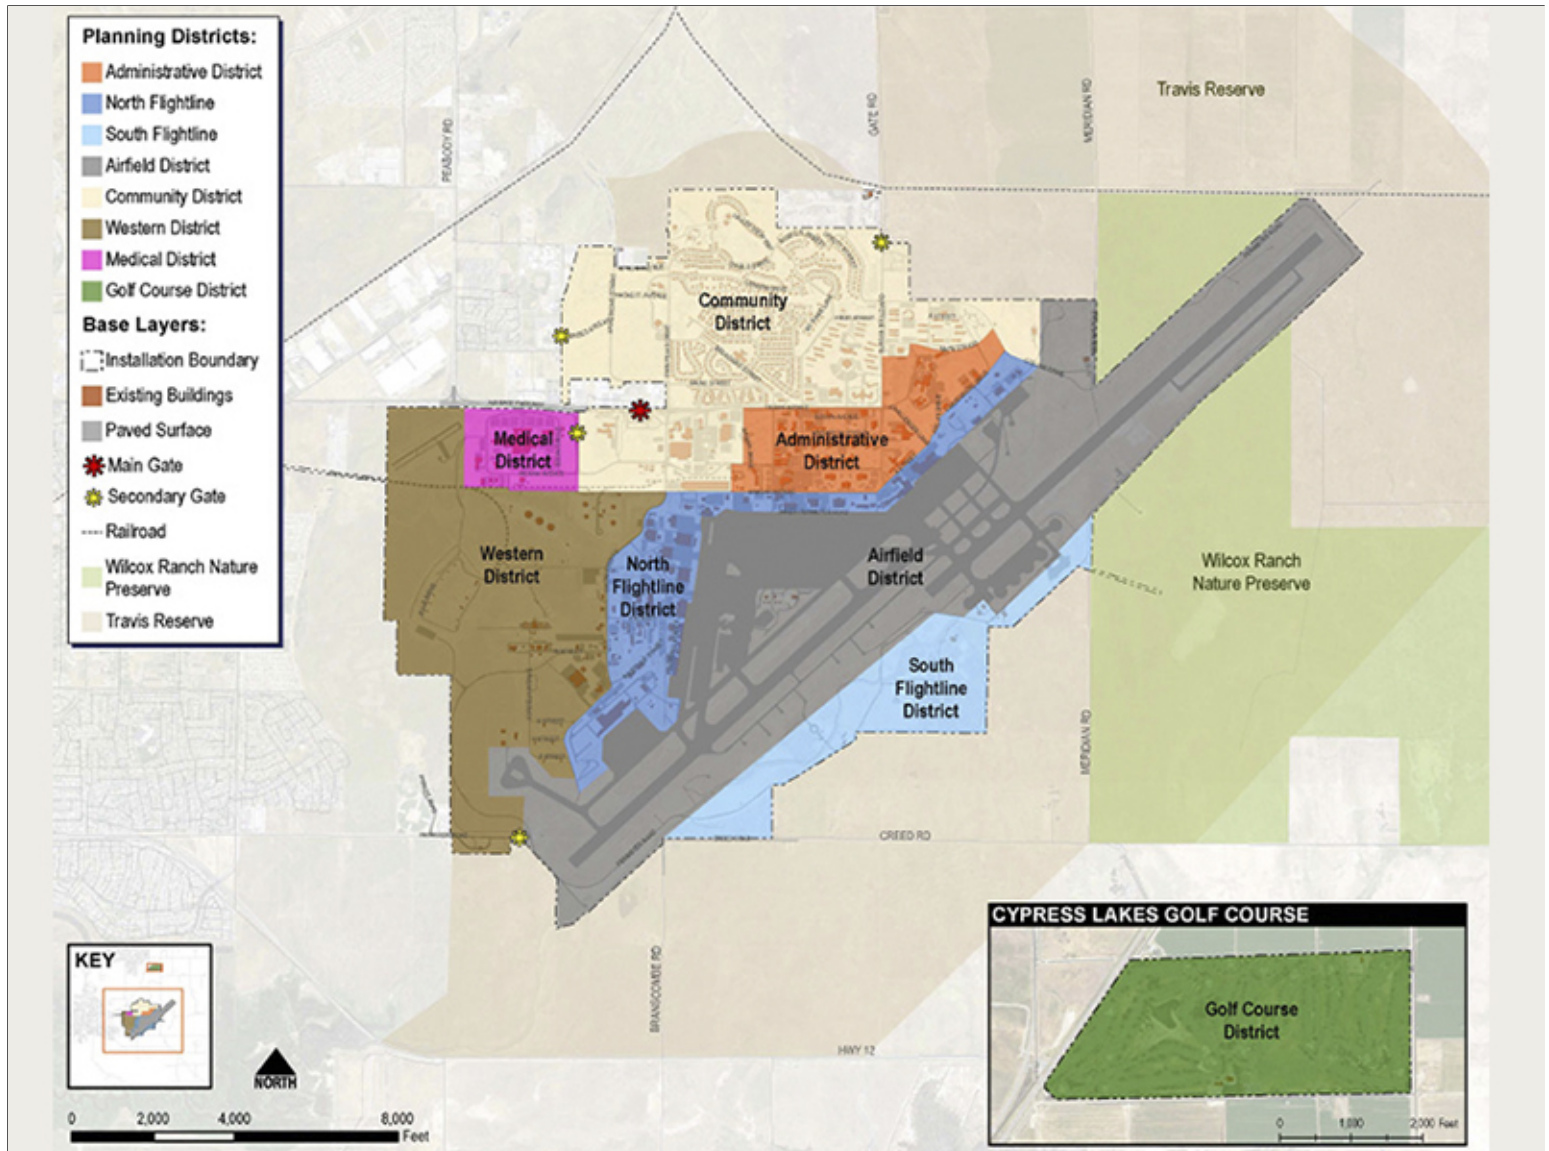 Planning Districts:
Administrative District
North Flightline
South Flightline
Airfield District
Community District
Western District
Medical District
Golf Course District
Base Layers:
Installation Boundary
Existing Buildings
Paved Surface
Main Gate
Secondary Gate
Railroad
Wilcox Ranch Nature
Preserve
Travis Reserve
PEABODY RD
GATE RD
MERIDIAN RD
Travis Reserve
Community
District
Medical
District
Administrative
District
Western
District
North
Flightline
District
Airfield
District
Wilcox Ranch
Nature Preserve
South
Flightline
District
MERIDIAN RD
CREED RD
BRANSCOMBE RD
HWY 12
KEY
NORTH
0 2,000 4,000 8,000
Feet
CYPRESS LAKES GOLF COURSE
Golf Course
District
0 1,000 2,000 Feet